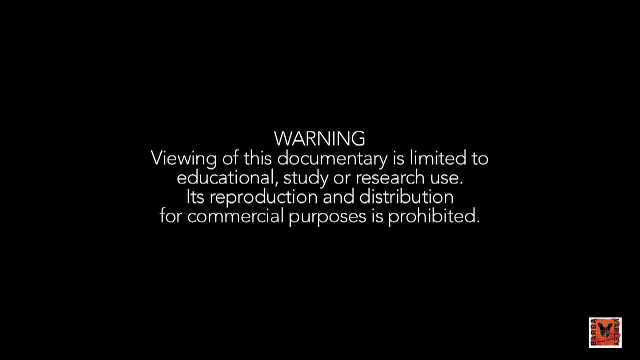 WARNING
Viewing of this documentary is limited to
educational, study or research use.
Its reproduction and distribution
for commercial purposes is prohibited.